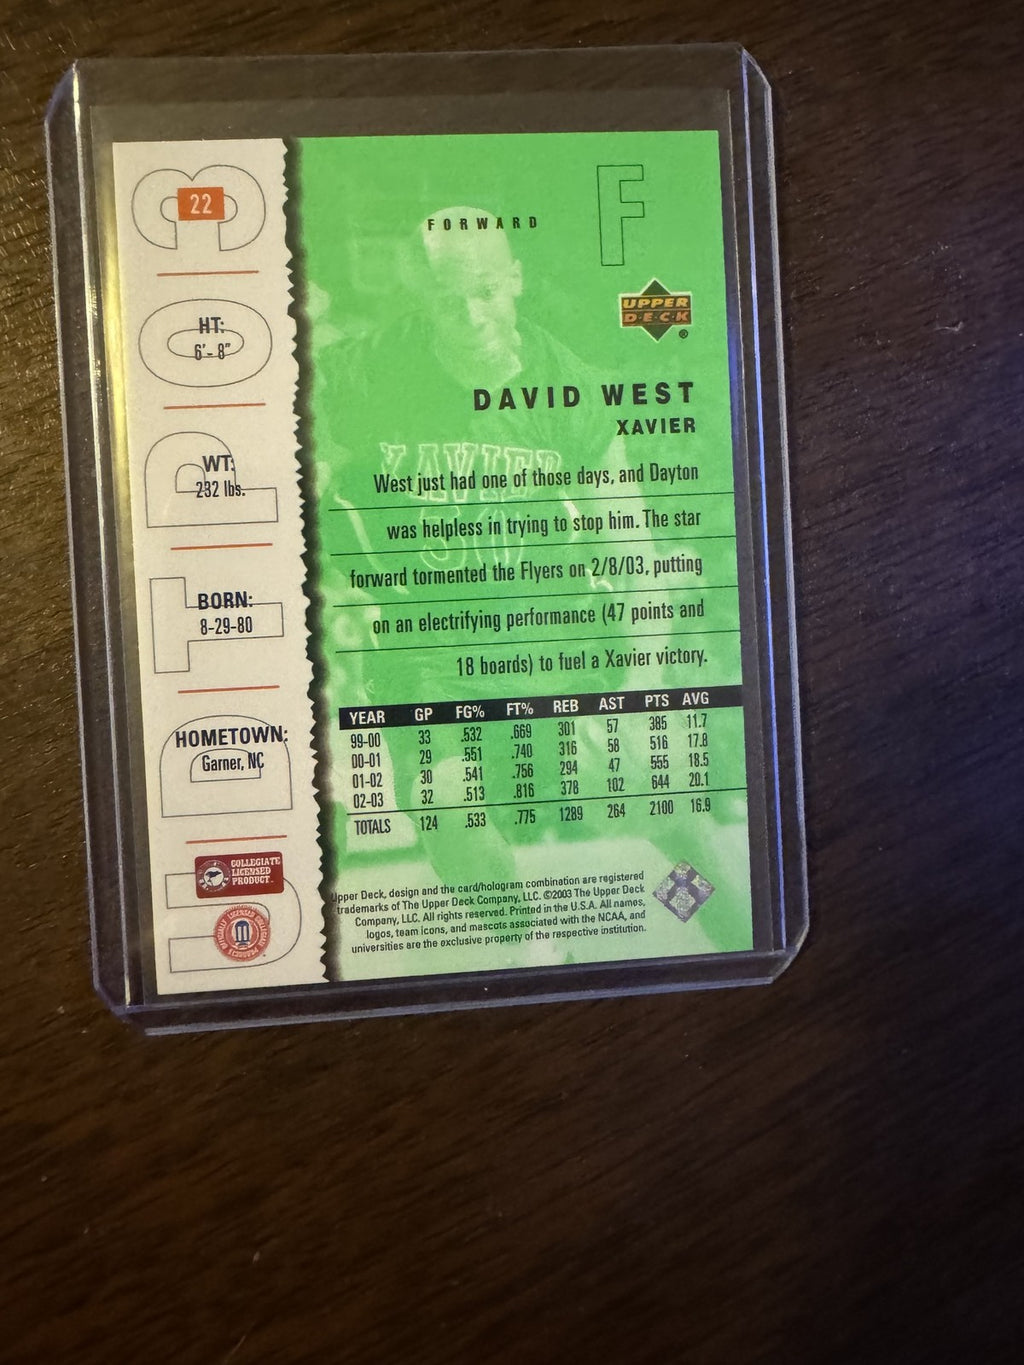 22
HT:
6'-8"
WT:
232 lbs.
BORN:
8-29-80
HOMETOWN:
Garner, NC
UD TOP 03
COLLEGIATE
LICENSED
PRODUCT
FORWARD
F
UPPER
DECK
®
DAVID WEST
XAVIER
West just had one of those days, and Dayton
was helpless in trying to stop him. The star
forward tormented the Flyers on 2/8/03, putting
on an electrifying performance (47 points and
18 boards) to fuel a Xavier victory.
YEAR GP FG% FT% REB AST PTS AVG
99-00 33 .532 .669 301 57 385 11.7
00-01 29 .551 .740 316 58 516 17.8
01-02 30 .541 .756 294 47 555 18.5
02-03 32 .513 .816 378 102 644 20.1
TOTALS 124 .533 .775 1289 264 2100 16.9
Upper Deck, design and the card/hologram combination are registered
trademarks of The Upper Deck Company, LLC. ©2003 The Upper Deck
Company, LLC. All rights reserved. Printed in the U.S.A. All names,
logos, team icons, and mascots associated with the NCAA, and
universities are the exclusive property of the respective institution.